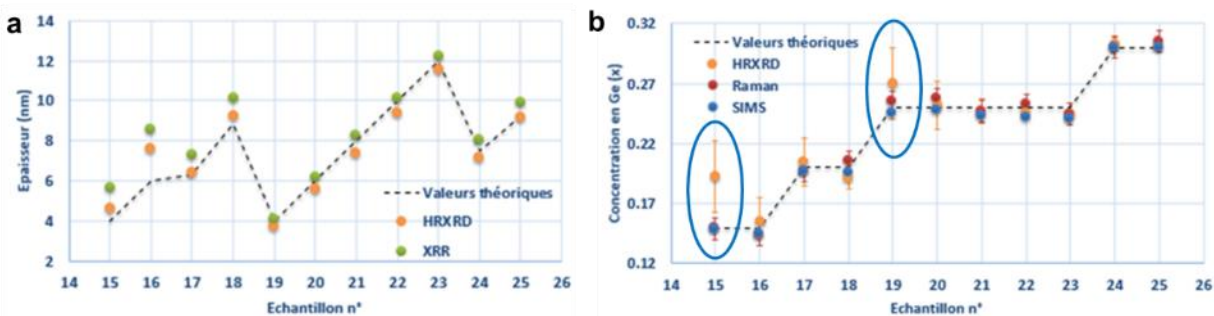 a
14
12
10
8
6
4
2
Epaisseur (nm)
Valeurs théoriques
HRXRD
XRR
14 15 16 17 18 19 20 21 22 23 24 25 26
Echantillon n°
b
0.32
0.27
0.22
0.17
0.12
Concentration en Ge (x)
Valeurs théoriques
HRXRD
Raman
SIMS
14 15 16 17 18 19 20 21 22 23 24 25 26
Echantillon n°